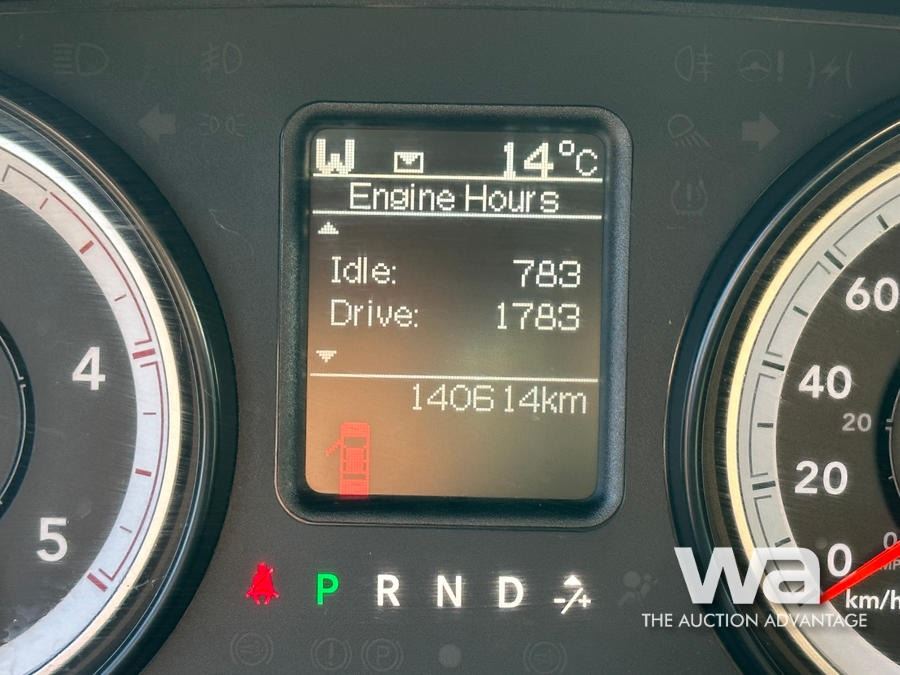 W 14°C
Engine Hours
Idle: 783
Drive: 1783
140614km
4
5
60
40
20
20
0
0
km/h
P R N D -/+
wa
THE AUCTION ADVANTAGE